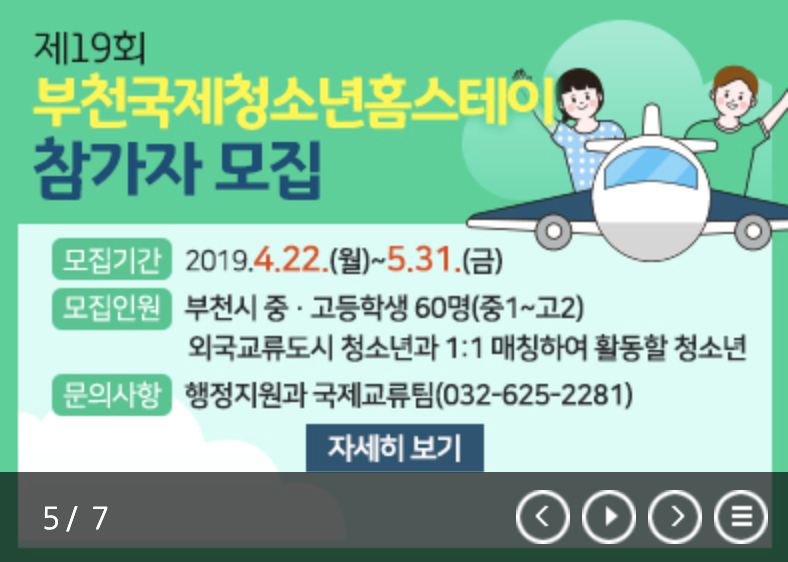 제19회
부천국제청소년홈스테이
참가자 모집
모집기간 2019.4.22.(월)~5.31.(금)
모집인원 부천시 중 · 고등학생 60명(중1~고2)
외국교류도시 청소년과 1:1 매칭하여 활동할 청소년
문의사항 행정지원과 국제교류팀(032-625-2281)
자세히 보기
5 / 7